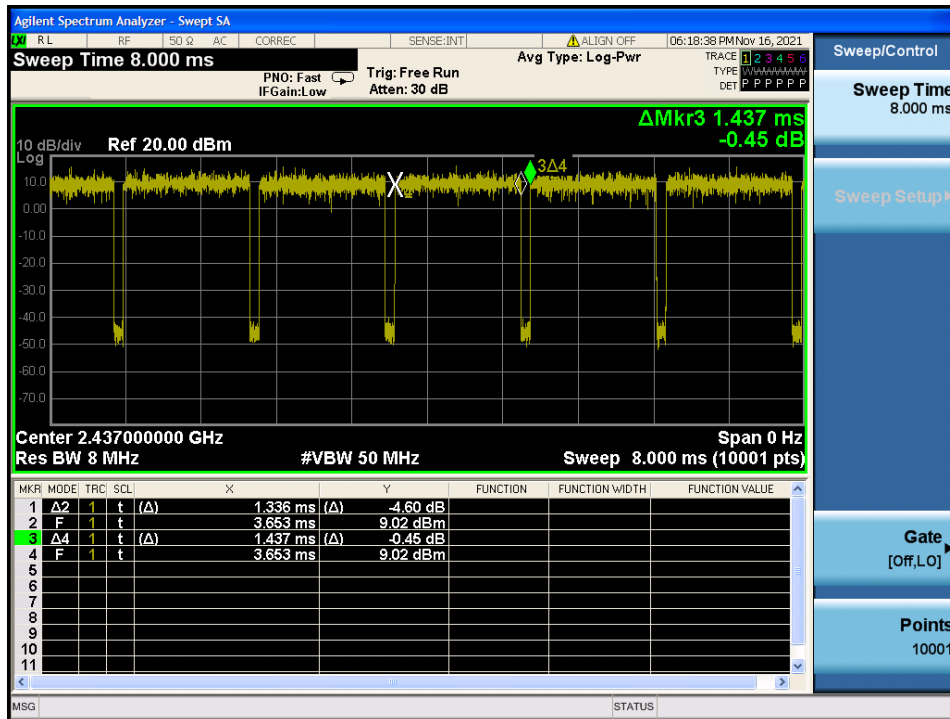 Agilent Spectrum Analyzer - Swept SA
LXI RL RF 50 Ω AC CORREC SENSE:INT ALIGN OFF 06:18:38 PM Nov 16, 2021
Sweep Time 8.000 ms
PNO: Fast
IFGain:Low
Trig: Free Run
Atten: 30 dB
Avg Type: Log-Pwr
TRACE 1 2 3 4 5 6
TYPE
DET P P P P P P
ΔMkr3 1.437 ms
-0.45 dB
10 dB/div Ref 20.00 dBm
Log
10.0
0.00
-10.0
-20.0
-30.0
-40.0
-50.0
-60.0
-70.0
3Δ4
Center 2.437000000 GHz Span 0 Hz
Res BW 8 MHz #VBW 50 MHz Sweep 8.000 ms (10001 pts)
MKR MODE TRC SCL X Y FUNCTION FUNCTION WIDTH FUNCTION VALUE
1 Δ2 1 t (Δ) 1.336 ms (Δ) -4.60 dB
2 F 1 t 3.653 ms 9.02 dBm
3 Δ4 1 t (Δ) 1.437 ms (Δ) -0.45 dB
4 F 1 t 3.653 ms 9.02 dBm
5
6
7
8
9
10
11
MSG STATUS
Sweep/Control
Sweep Time
8.000 ms
Sweep Setup
Gate
[Off,LO]
Points
10001